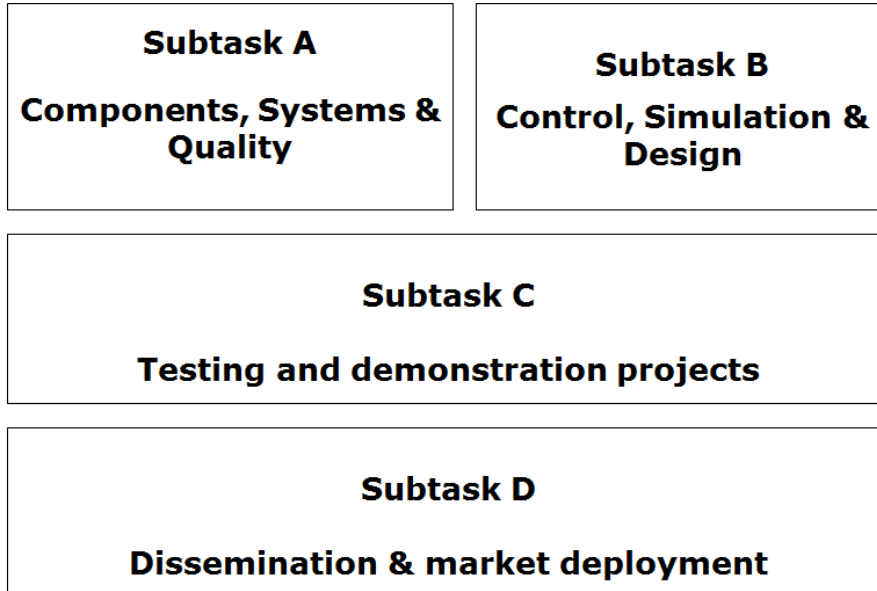 Subtask A
Components, Systems &
Quality
Subtask B
Control, Simulation &
Design
Subtask C
Testing and demonstration projects
Subtask D
Dissemination & market deployment